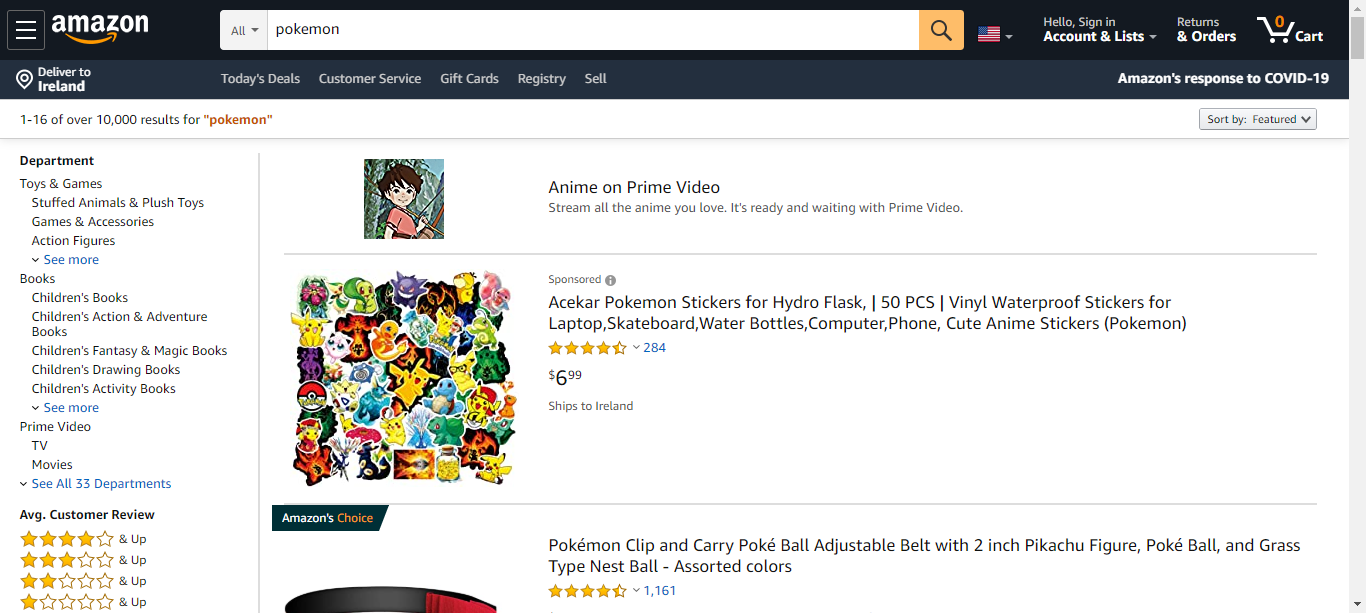 amazon
All
pokemon
Hello, Sign in
Account & Lists
Returns
& Orders
0
Cart
Deliver to
Ireland
Today's Deals
Customer Service
Gift Cards
Registry
Sell
Amazon's response to COVID-19
1-16 of over 10,000 results for "pokemon"
Sort by: Featured
Department
Toys & Games
Stuffed Animals & Plush Toys
Games & Accessories
Action Figures
See more
Books
Children's Books
Children's Action & Adventure
Books
Children's Fantasy & Magic Books
Children's Drawing Books
Children's Activity Books
See more
Prime Video
TV
Movies
See All 33 Departments
Avg. Customer Review
& Up
& Up
& Up
& Up
Anime on Prime Video
Stream all the anime you love. It's ready and waiting with Prime Video.
Sponsored
Acekar Pokemon Stickers for Hydro Flask, | 50 PCS | Vinyl Waterproof Stickers for
Laptop,Skateboard,Water Bottles,Computer,Phone, Cute Anime Stickers (Pokemon)
284
$699
Ships to Ireland
Amazon's Choice
Pokémon Clip and Carry Poké Ball Adjustable Belt with 2 inch Pikachu Figure, Poké Ball, and Grass
Type Nest Ball - Assorted colors
1,161